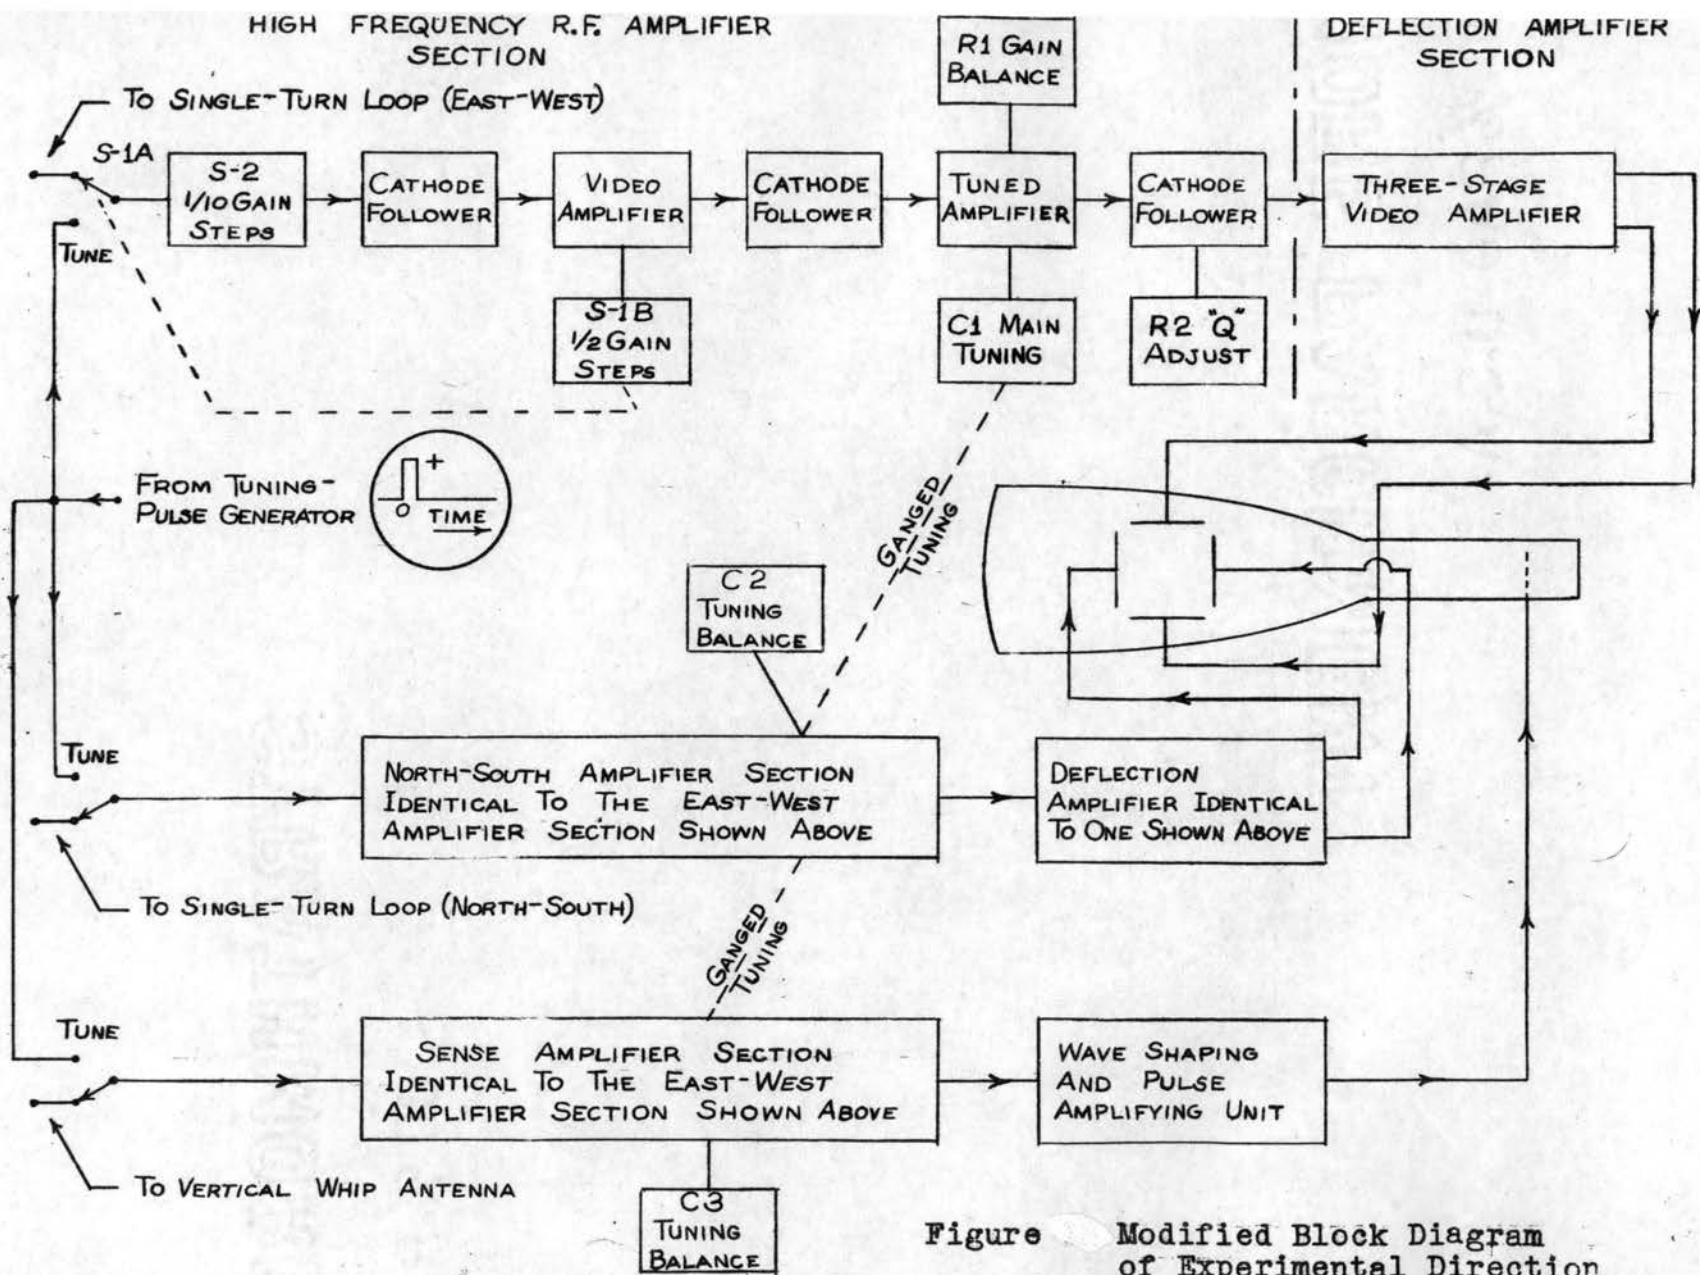 HIGH FREQUENCY R.F. AMPLIFIER
SECTION
DEFLECTION AMPLIFIER
SECTION
R1 GAIN
BALANCE
TO SINGLE-TURN LOOP (EAST-WEST)
S-1A
S-2
1/10 GAIN
STEPS
CATHODE
FOLLOWER
VIDEO
AMPLIFIER
CATHODE
FOLLOWER
TUNED
AMPLIFIER
CATHODE
FOLLOWER
THREE-STAGE
VIDEO AMPLIFIER
TUNE
S-1B
1/2 GAIN
STEPS
C1 MAIN
TUNING
R2 "Q"
ADJUST
FROM TUNING-
PULSE GENERATOR
+
0 TIME
GANGED
TUNING
C2
TUNING
BALANCE
TUNE
NORTH-SOUTH AMPLIFIER SECTION
IDENTICAL TO THE EAST-WEST
AMPLIFIER SECTION SHOWN ABOVE
DEFLECTION
AMPLIFIER IDENTICAL
TO ONE SHOWN ABOVE
TO SINGLE-TURN LOOP (NORTH-SOUTH)
GANGED
TUNING
TUNE
SENSE AMPLIFIER SECTION
IDENTICAL TO THE EAST-WEST
AMPLIFIER SECTION SHOWN ABOVE
WAVE SHAPING
AND PULSE
AMPLIFYING UNIT
TO VERTICAL WHIP ANTENNA
C3
TUNING
BALANCE
Figure Modified Block Diagram
of Experimental Direction